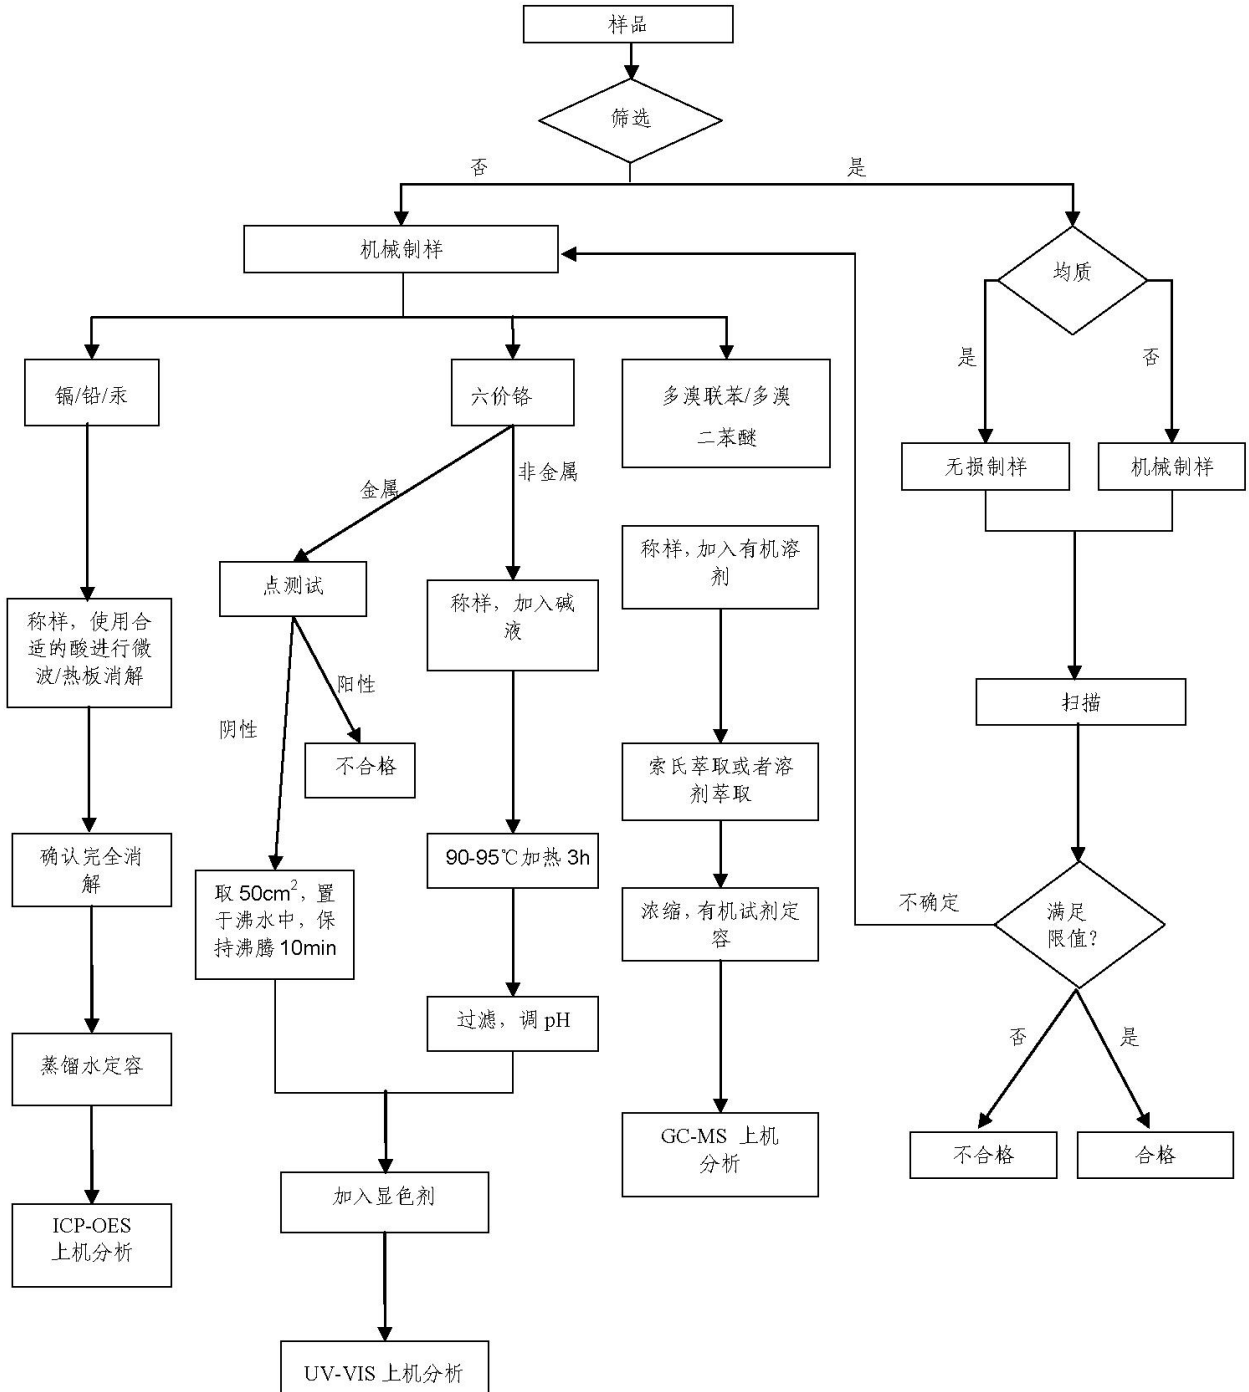 样品
筛选
否
是
机械制样
均质
是
否
镉/铅/汞
六价铬
多溴联苯/多溴
二苯醚
无损制样
机械制样
金属
非金属
称样,加入有机溶
剂
点测试
称样，加入碱
液
称样，使用合
适的酸进行微
波/热板消解
阳性
阴性
扫描
不合格
索氏萃取或者溶
剂萃取
确认完全消
解
90-95℃加热 3h
取 50cm²，置
于沸水中，保
持沸腾 10min
浓缩,有机试剂定
容
不确定
满足
限值?
过滤，调 pH
否
是
蒸馏水定容
GC-MS 上机
分析
不合格
合格
加入显色剂
ICP-OES
上机分析
UV-VIS 上机分析